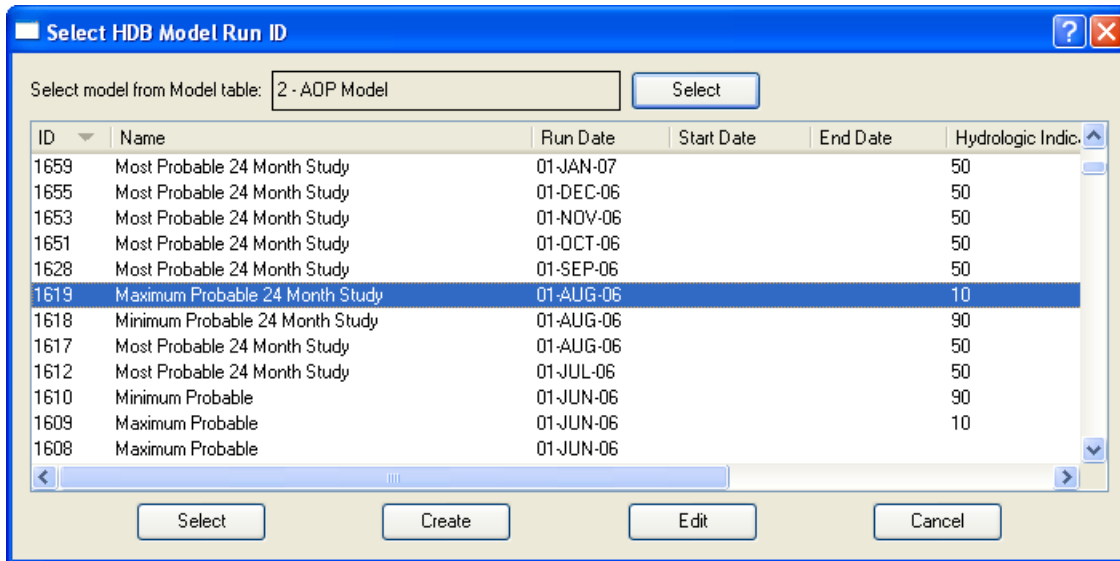 Select HDB Model Run ID
Select model from Model table: 2 - AOP Model Select
ID Name Run Date Start Date End Date Hydrologic Indic
1659 Most Probable 24 Month Study 01-JAN-07 50
1655 Most Probable 24 Month Study 01-DEC-06 50
1653 Most Probable 24 Month Study 01-NOV-06 50
1651 Most Probable 24 Month Study 01-OCT-06 50
1628 Most Probable 24 Month Study 01-SEP-06 50
1619 Maximum Probable 24 Month Study 01-AUG-06 10
1618 Minimum Probable 24 Month Study 01-AUG-06 90
1617 Most Probable 24 Month Study 01-AUG-06 50
1612 Most Probable 24 Month Study 01-JUL-06 50
1610 Minimum Probable 01-JUN-06 90
1609 Maximum Probable 01-JUN-06 10
1608 Maximum Probable 01-JUN-06
Select Create Edit Cancel